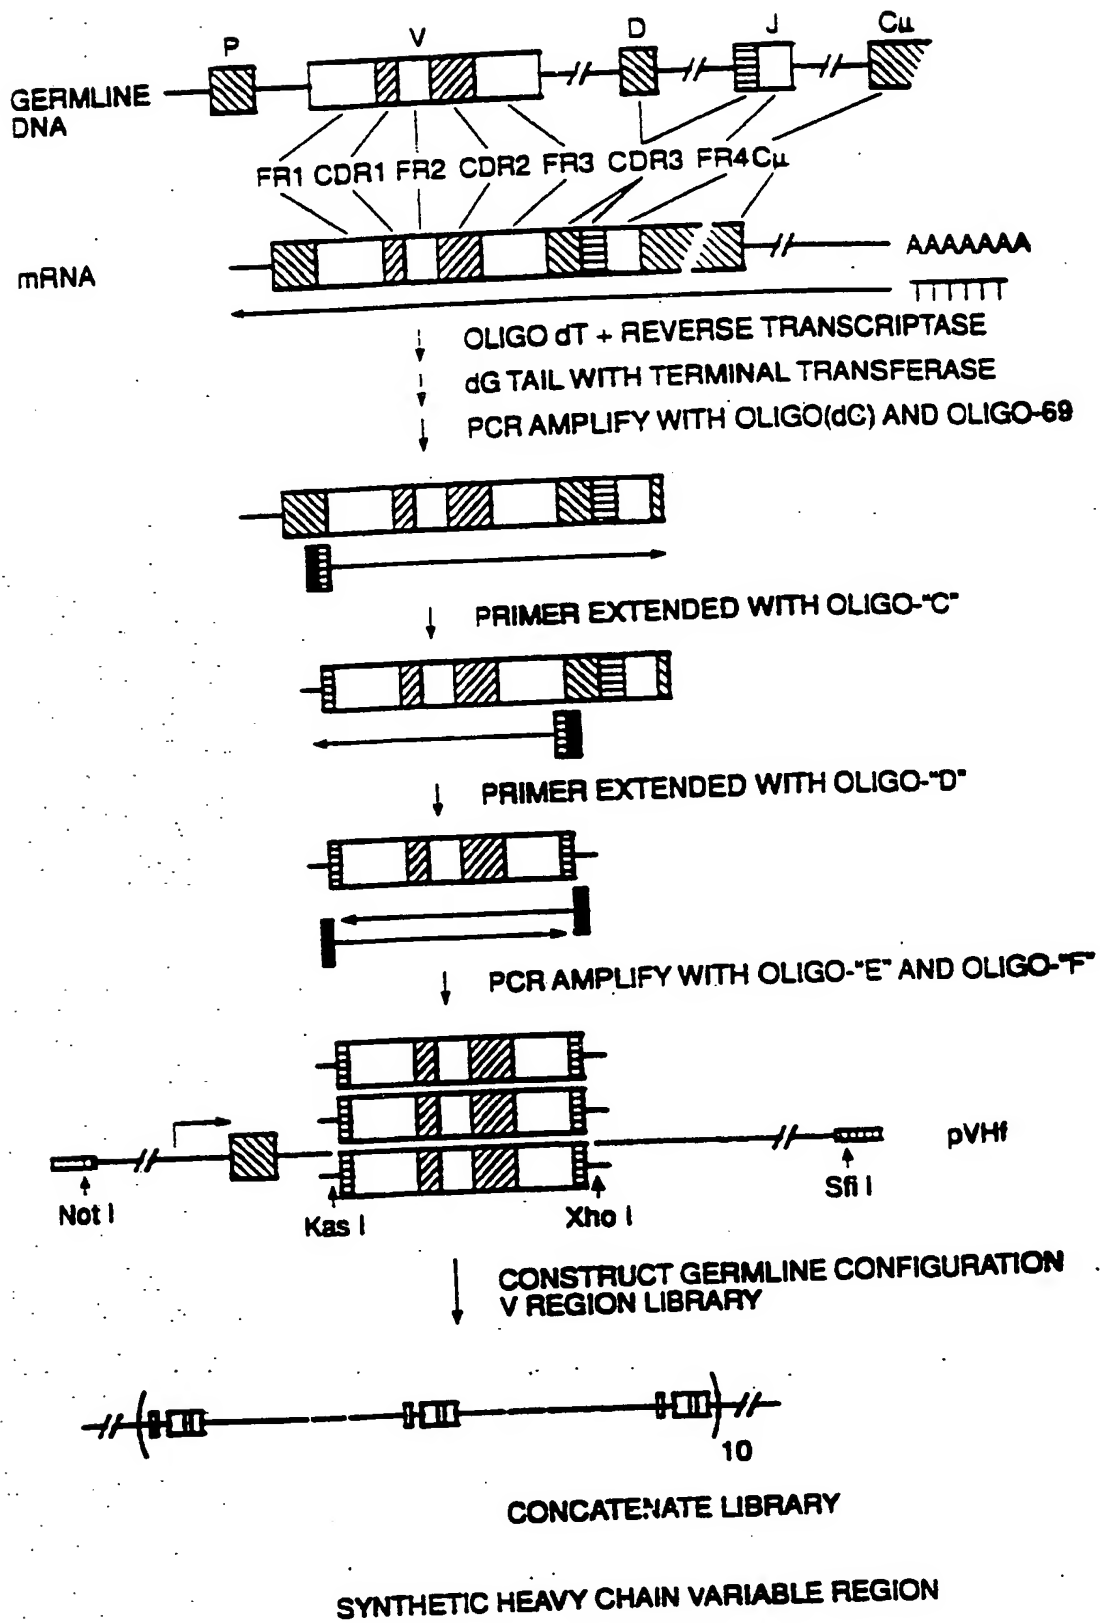 P V D J Cμ
GERMLINE
DNA
FR1 CDR1 FR2 CDR2 FR3 CDR3 FR4 Cμ
mRNA
AAAAAAA
TTTTTT
OLIGO dT + REVERSE TRANSCRIPTASE
dG TAIL WITH TERMINAL TRANSFERASE
PCR AMPLIFY WITH OLIGO(dC) AND OLIGO-69
PRIMER EXTENDED WITH OLIGO-"C"
PRIMER EXTENDED WITH OLIGO-"D"
PCR AMPLIFY WITH OLIGO-"E" AND OLIGO-"F"
pVHf
Not I
Kas I
Xho I
Sfi I
CONSTRUCT GERMLINE CONFIGURATION
V REGION LIBRARY
10
CONCATENATE LIBRARY
SYNTHETIC HEAVY CHAIN VARIABLE REGION